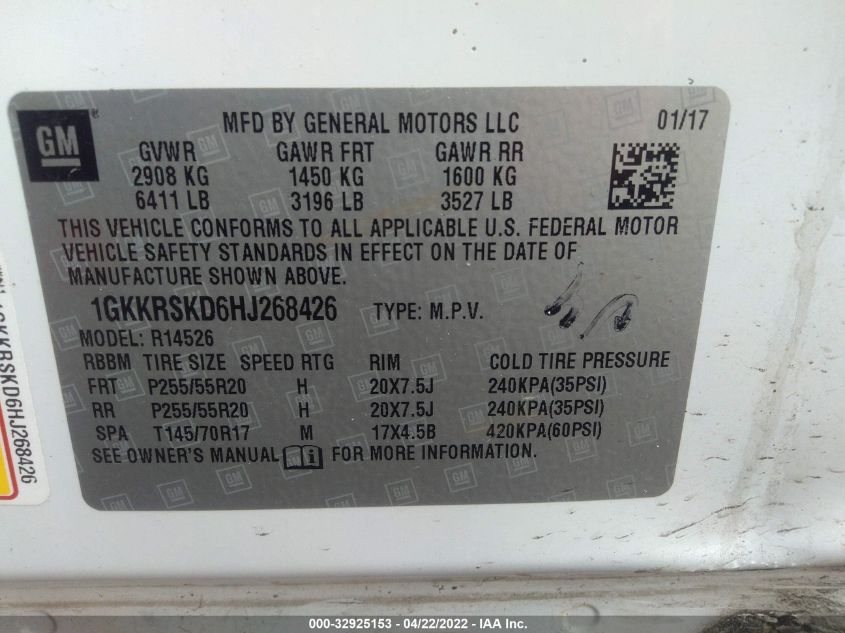 GM ®
MFD BY GENERAL MOTORS LLC 01/17
GVWR GAWR FRT GAWR RR
2908 KG 1450 KG 1600 KG
6411 LB 3196 LB 3527 LB
THIS VEHICLE CONFORMS TO ALL APPLICABLE U.S. FEDERAL MOTOR
VEHICLE SAFETY STANDARDS IN EFFECT ON THE DATE OF
MANUFACTURE SHOWN ABOVE.
1GKKRSKD6HJ268426 TYPE: M.P.V.
MODEL: R14526
RBBM TIRE SIZE SPEED RTG RIM COLD TIRE PRESSURE
FRT P255/55R20 H 20X7.5J 240KPA(35PSI)
RR P255/55R20 H 20X7.5J 240KPA(35PSI)
SPA T145/70R17 M 17X4.5B 420KPA(60PSI)
SEE OWNER'S MANUAL FOR MORE INFORMATION.
1GKKRSKD6HJ268426
000-32925153 - 04/22/2022 - IAA Inc.